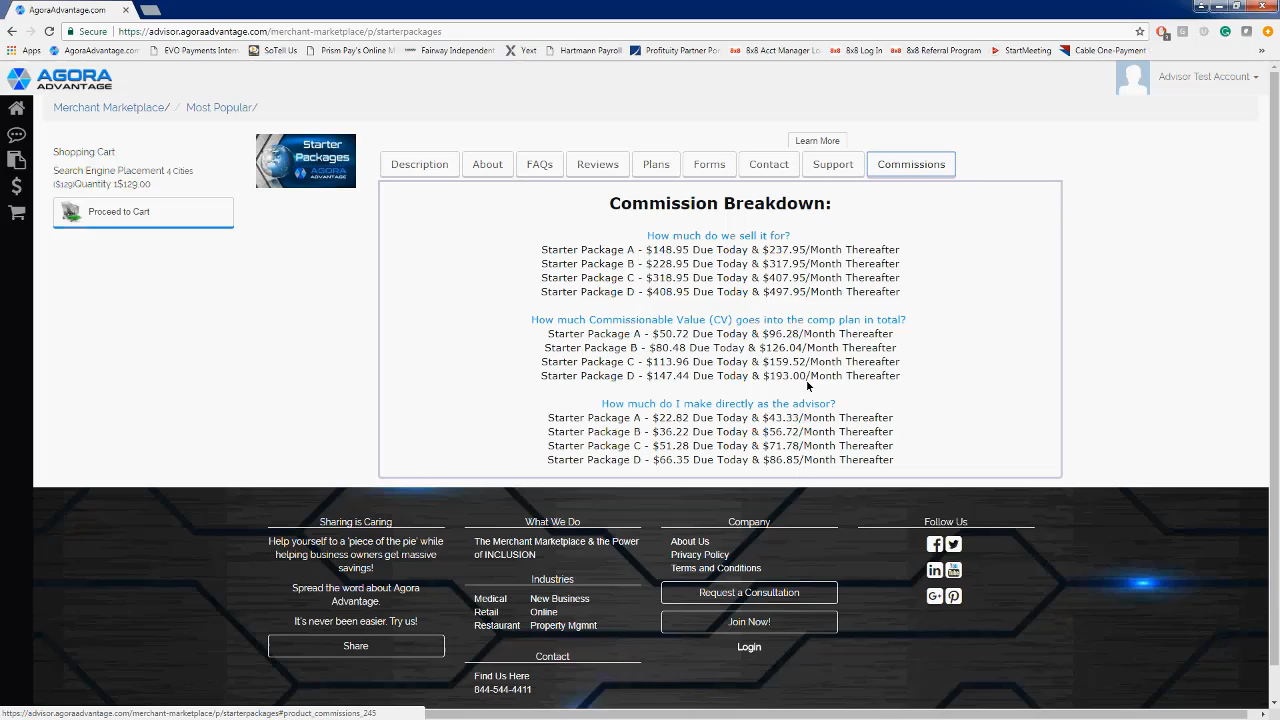 AgoraAdvantage.com
Secure
https://advisor.agoraadvantage.com/merchant-marketplace/p/starterpackages
Apps AgoraAdvantage.com EVO Payments Intern SoTell Us Prism Pay's Online M Fairway Independent Yext Hartmann Payroll Profituity Partner 8x8 Acct Manager Lo 8x8 Log In 8x8 Referral Program StartMeeting Cable One-Payment
AGORA
ADVANTAGE
Advisor Test Account
Merchant Marketplace/ / Most Popular/
Learn More
Shopping Cart
Search Engine Placement 4 Cities
($129)Quantity 1$129.00
Proceed to Cart
Starter
Packages
AGORA
ADVANTAGE
Description About FAQs Reviews Plans Forms Contact Support Commissions
Commission Breakdown:
How much do we sell it for?
Starter Package A - $148.95 Due Today & $237.95/Month Thereafter
Starter Package B - $228.95 Due Today & $317.95/Month Thereafter
Starter Package C - $318.95 Due Today & $407.95/Month Thereafter
Starter Package D - $408.95 Due Today & $497.95/Month Thereafter
How much Commissionable Value (CV) goes into the comp plan in total?
Starter Package A - $50.72 Due Today & $96.28/Month Thereafter
Starter Package B - $80.48 Due Today & $126.04/Month Thereafter
Starter Package C - $113.96 Due Today & $159.52/Month Thereafter
Starter Package D - $147.44 Due Today & $193.00/Month Thereafter
How much do I make directly as the advisor?
Starter Package A - $22.82 Due Today & $43.33/Month Thereafter
Starter Package B - $36.22 Due Today & $56.72/Month Thereafter
Starter Package C - $51.28 Due Today & $71.78/Month Thereafter
Starter Package D - $66.35 Due Today & $86.85/Month Thereafter
Sharing is Caring
Help yourself to a 'piece of the pie' while
helping business owners get massive
savings!
Spread the word about Agora
Advantage.
It's never been easier. Try us!
Share
What We Do
The Merchant Marketplace & the Power
of INCLUSION
Industries
Medical New Business
Retail Online
Restaurant Property Mgmnt
Contact
Find Us Here
844-544-4411
Company
About Us
Privacy Policy
Terms and Conditions
Request a Consultation
Join Now!
Login
Follow Us
https://advisor.agoraadvantage.com/merchant-marketplace/p/starterpackages#product_commissions_245